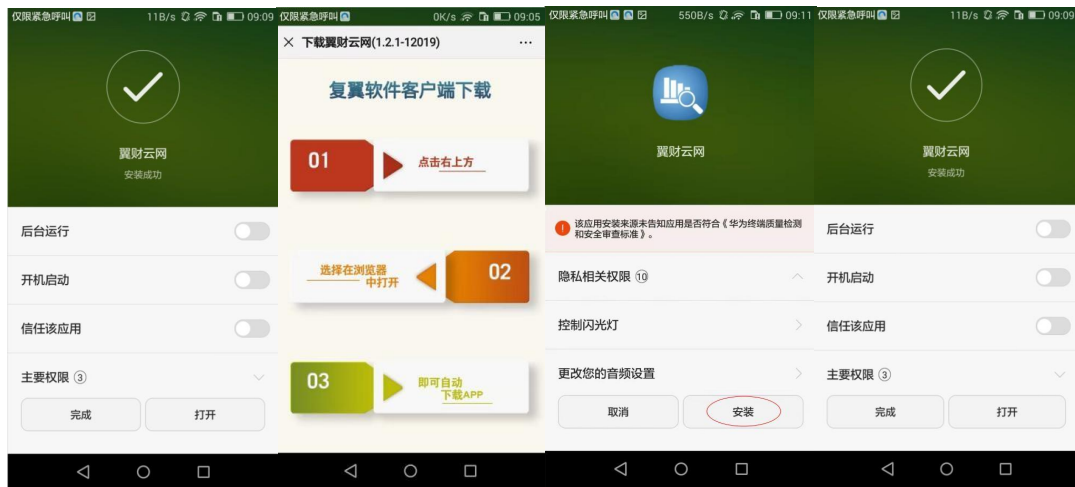 仅限紧急呼叫 11B/s 09:09
翼财云网
安装成功
后台运行
开机启动
信任该应用
主要权限 ③
完成 打开
仅限紧急呼叫 0K/s 09:05
× 下载翼财云网(1.2.1-12019) ...
复翼软件客户端下载
01
点击右上方
选择在浏览器
中打开
02
03
即可自动
下载APP
仅限紧急呼叫 550B/s 09:11
翼财云网
该应用安装来源未告知应用是否符合《华为终端质量检测
和安全审查标准》。
隐私相关权限 ⑩
控制闪光灯
更改您的音频设置
取消 安装
仅限紧急呼叫 11B/s 09:09
翼财云网
安装成功
后台运行
开机启动
信任该应用
主要权限 ③
完成 打开